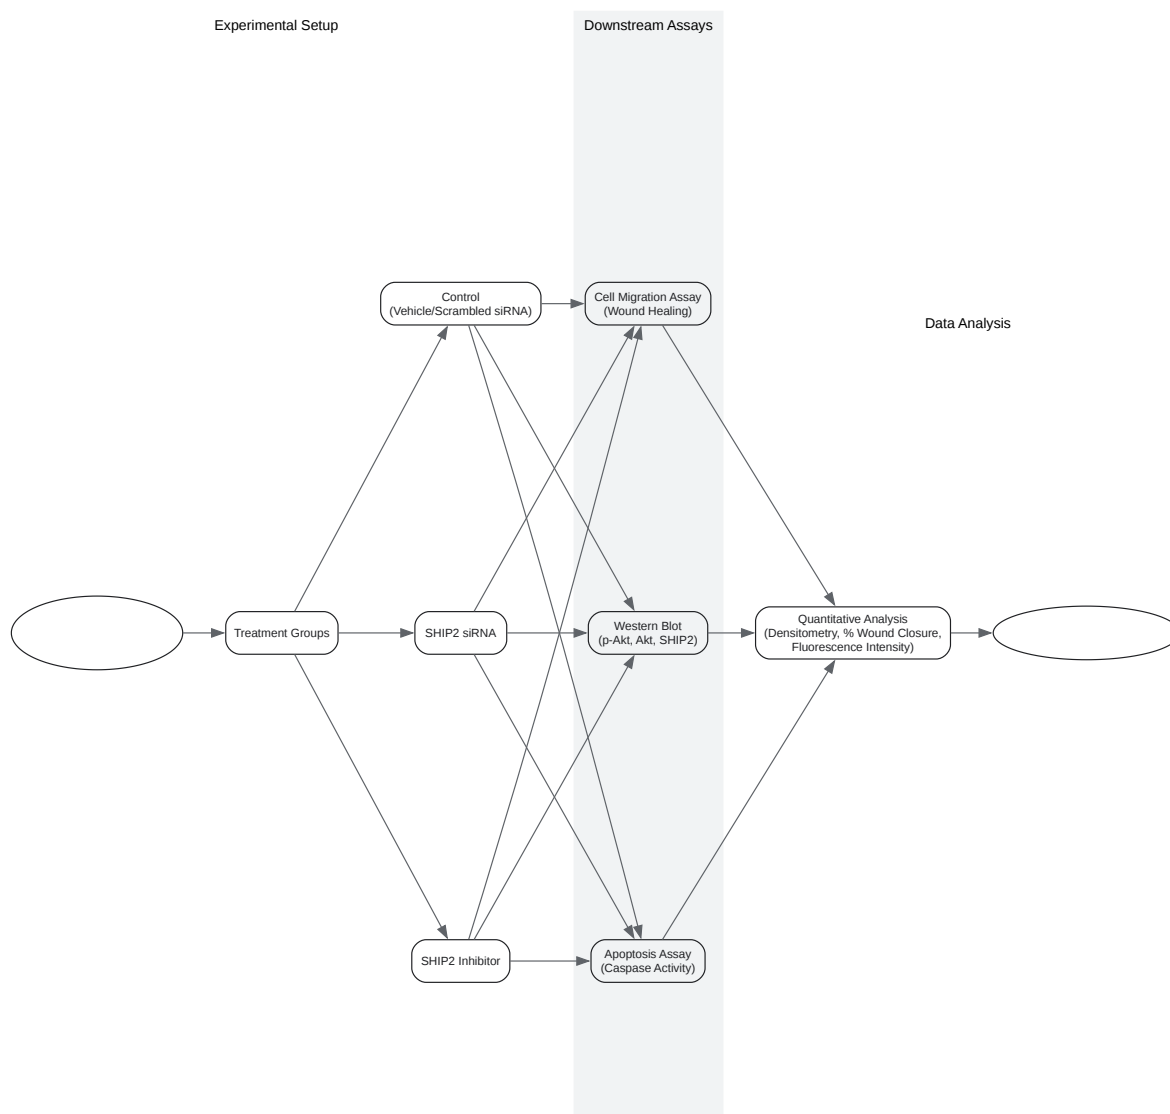 Experimental Setup
Downstream Assays
Control
(Vehicle/Scrambled siRNA)
Cell Migration Assay
(Wound Healing)
Data Analysis
Treatment Groups
SHIP2 siRNA
Western Blot
(p-Akt, Akt, SHIP2)
Quantitative Analysis
(Densitometry, % Wound Closure,
Fluorescence Intensity)
SHIP2 Inhibitor
Apoptosis Assay
(Caspase Activity)